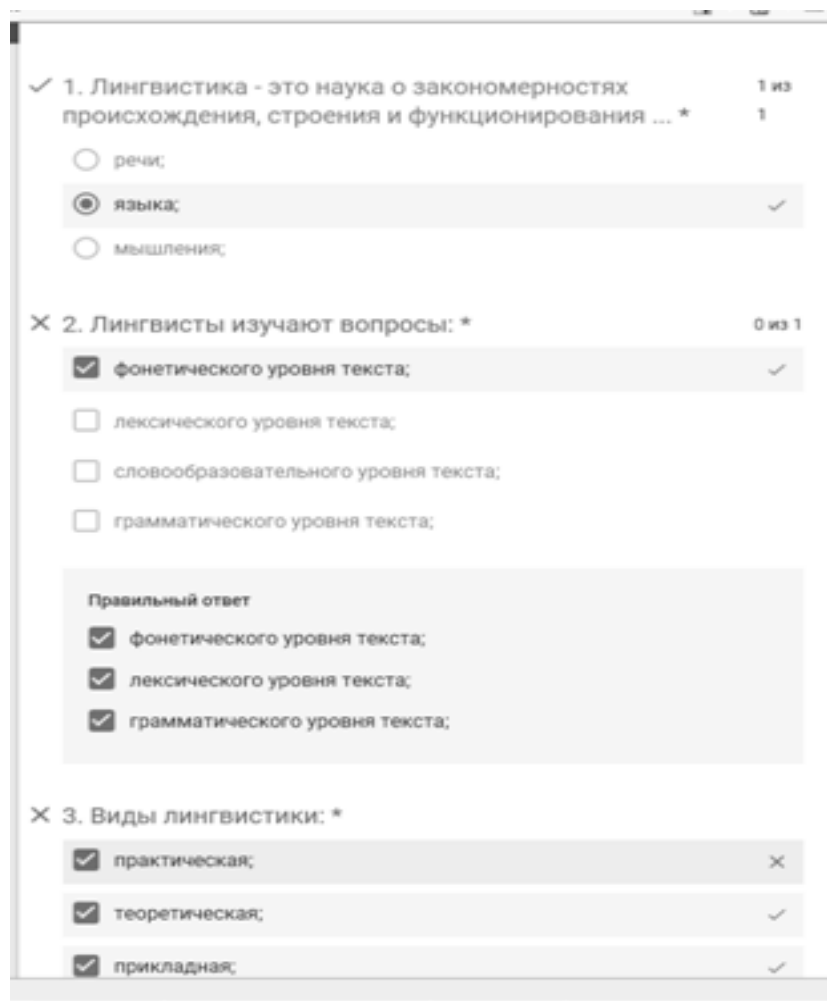 1. Лингвистика - это наука о закономерностях
происхождения, строения и функционирования ... *
1 из
1
речи;
языка;
мышления;
2. Лингвисты изучают вопросы: *
0 из 1
фонетического уровня текста;
лексического уровня текста;
словообразовательного уровня текста;
грамматического уровня текста;
Правильный ответ
фонетического уровня текста;
лексического уровня текста;
грамматического уровня текста;
3. Виды лингвистики: *
практическая;
теоретическая;
прикладная;